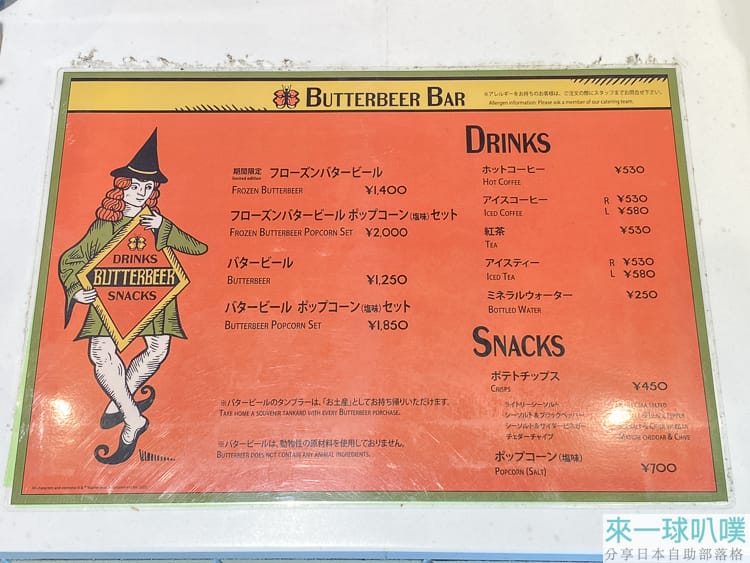 BUTTERBEER BAR
※アレルギーをお持ちのお客様は、ご注文の際にスタッフまでお問合せ下さい。
Allergen information: Please ask a member of our catering team.
期間限定 フローズンバタービール
limited edition
FROZEN BUTTERBEER ¥1,400
フローズンバタービール ポップコーン(塩味)セット
FROZEN BUTTERBEER POPCORN SET ¥2,000
バタービール
BUTTERBEER ¥1,250
バタービール ポップコーン(塩味)セット
BUTTERBEER POPCORN SET ¥1,850
※バタービールのタンブラーは、「お土産」としてお持ち帰りいただけます。
TAKE HOME A SOUVENIR TANKARD WITH EVERY BUTTERBEER PORCHASE.
※バタービールは、動物性の原材料を使用しておりません。
BUTTERBEER DOES NOT CONTAIN ANY ANIMAL INGREDIENTS.
DRINKS
BUTTERBEER
SNACKS
DRINKS
ホットコーヒー ¥530
HOT COFFEE
アイスコーヒー R ¥530
ICED COFFEE L ¥580
紅茶 ¥530
TEA
アイスティー R ¥530
ICED TEA L ¥580
ミネラルウォーター ¥250
BOTTLED WATER
SNACKS
ポテトチップス
CRISPS ¥450
ライトリーシーソルト
シーソルト&ブラックペッパー
シーソルト&サイダービネガー
チェダーチャイブ MATURE CHEDDAR & CHIVE
ポップコーン(塩味)
POPCORN (SALT) ¥700
來一球叭噗
分享日本自助部落格